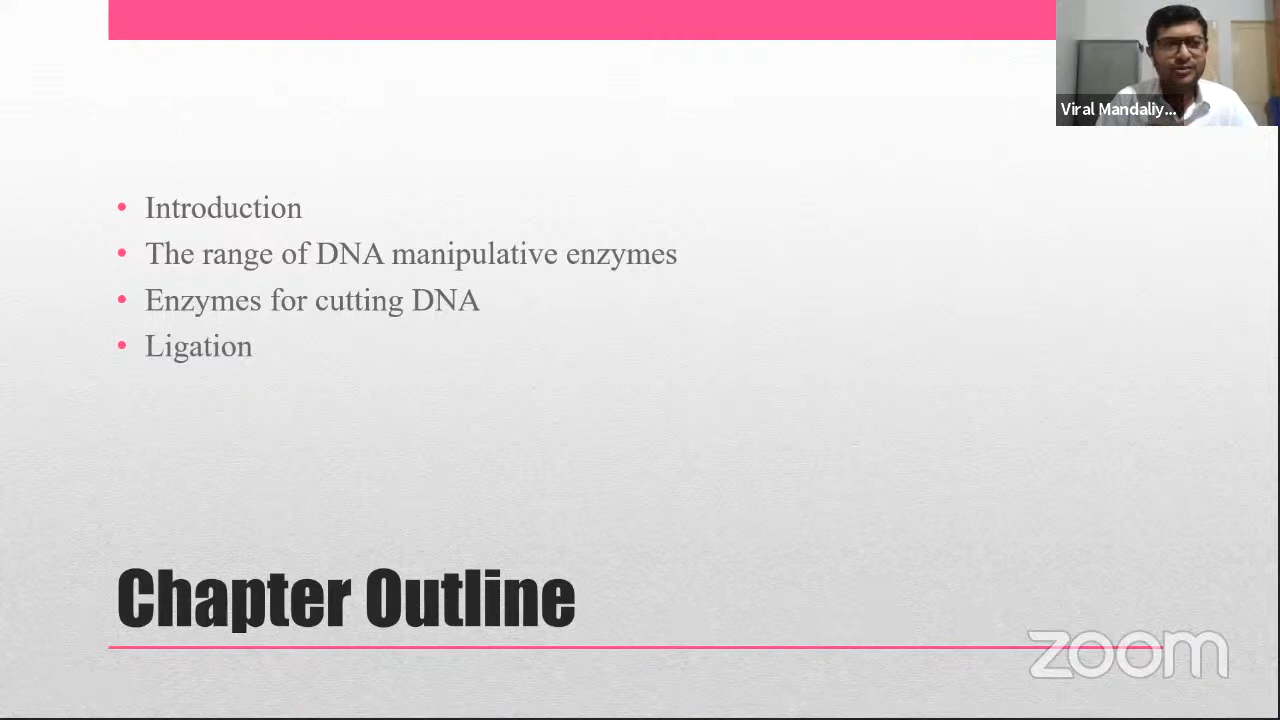 Viral Mandaliy...
• Introduction
• The range of DNA manipulative enzymes
• Enzymes for cutting DNA
• Ligation
Chapter Outline
zoom